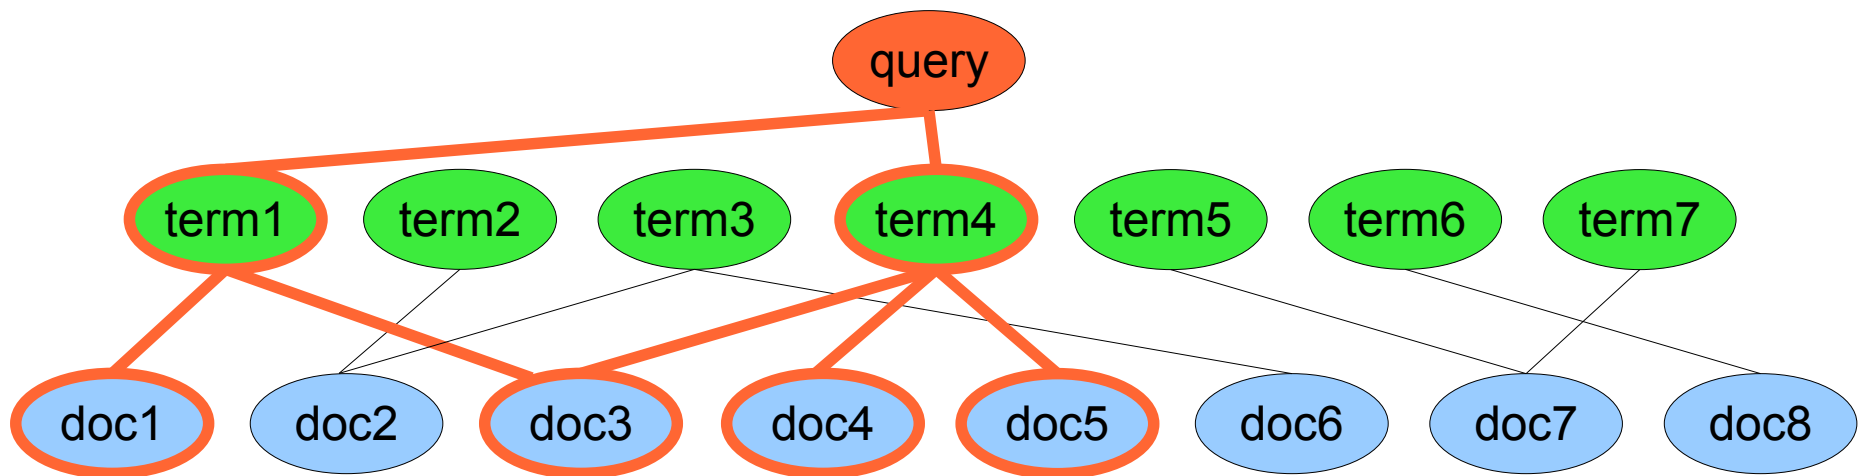 query
term1 term2 term3 term4 term5 term6 term7
doc1 doc2 doc3 doc4 doc5 doc6 doc7 doc8